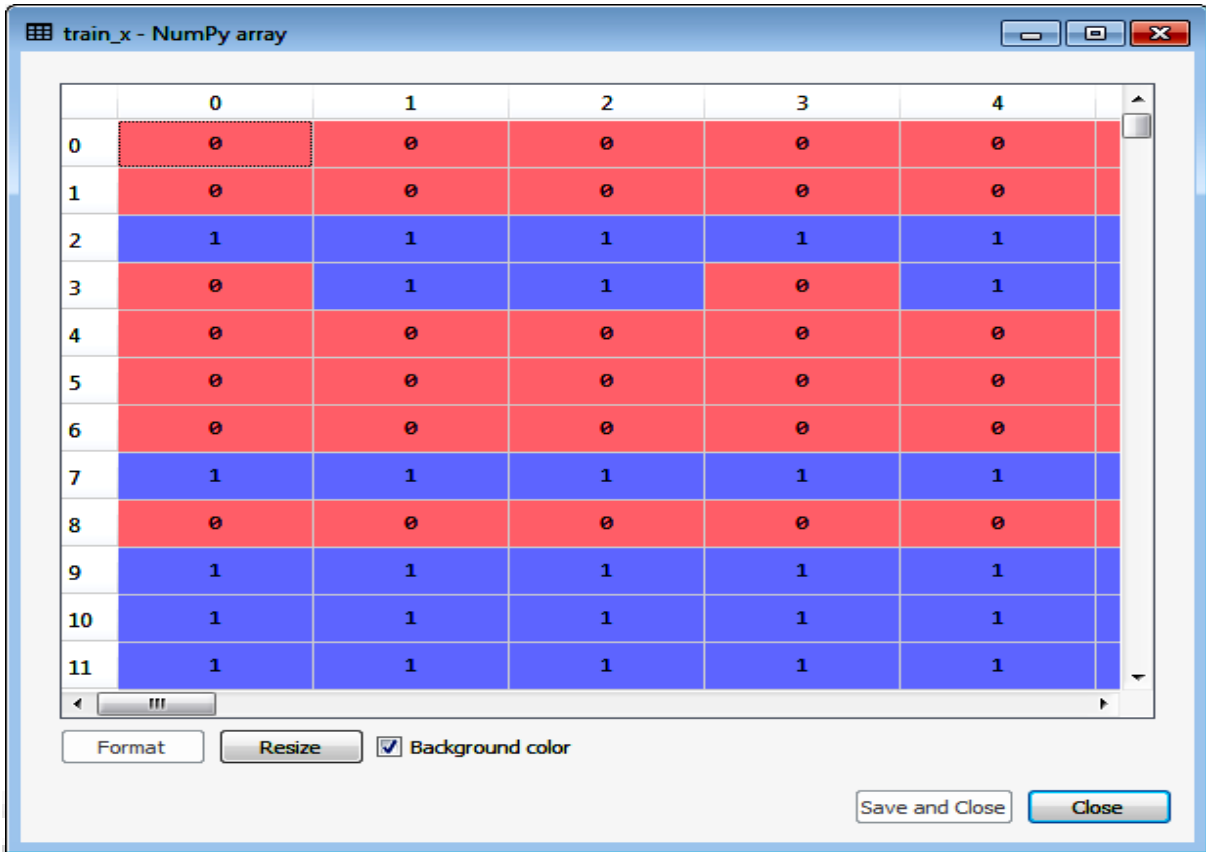 train_x - NumPy array
0 1 2 3 4
0 0 0 0 0 0
1 0 0 0 0 0
2 1 1 1 1 1
3 0 1 1 0 1
4 0 0 0 0 0
5 0 0 0 0 0
6 0 0 0 0 0
7 1 1 1 1 1
8 0 0 0 0 0
9 1 1 1 1 1
10 1 1 1 1 1
11 1 1 1 1 1
Format Resize Background color
Save and Close Close